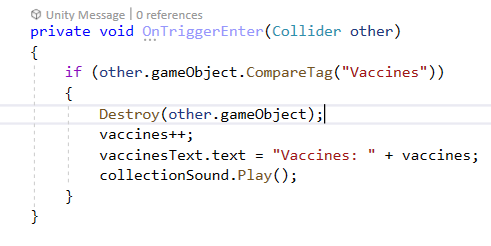 Unity Message | 0 references
private void OnTriggerEnter(Collider other)
{
if (other.gameObject.CompareTag("Vaccines"))
{
Destroy(other.gameObject);
vaccines++;
vaccinesText.text = "Vaccines: " + vaccines;
collectionSound.Play();
}
}